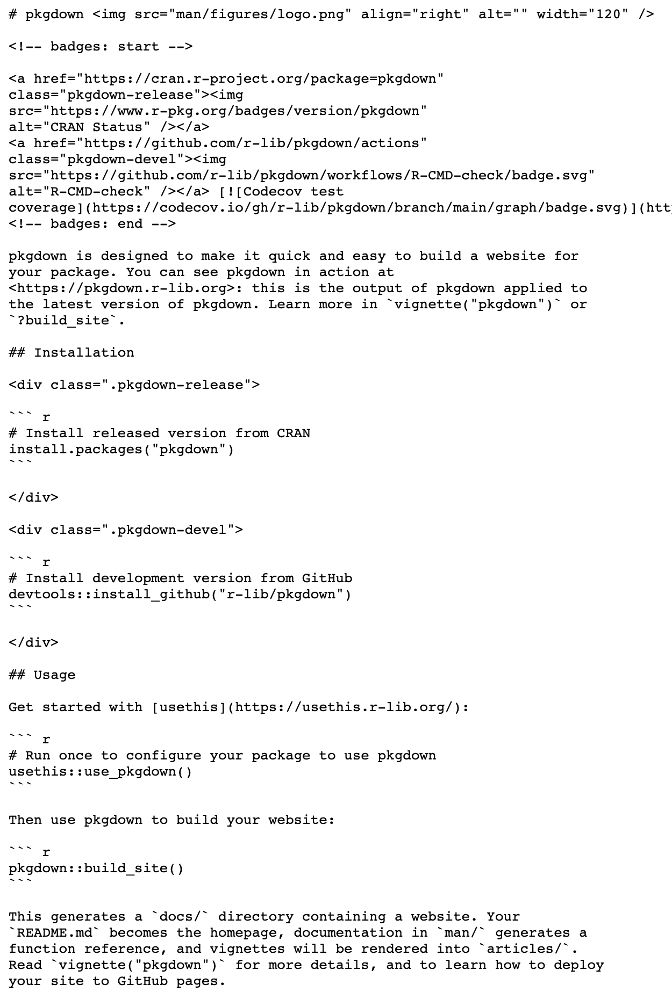 # pkgdown <img src="man/figures/logo.png" align="right" alt="" width="120" />
<!-- badges: start -->
<a href="https://cran.r-project.org/package=pkgdown"
class="pkgdown-release"><img
src="https://www.r-pkg.org/badges/version/pkgdown"
alt="CRAN Status" /></a>
<a href="https://github.com/r-lib/pkgdown/actions"
class="pkgdown-devel"><img
src="https://github.com/r-lib/pkgdown/workflows/R-CMD-check/badge.svg"
alt="R-CMD-check" /></a> [![Codecov test
coverage](https://codecov.io/gh/r-lib/pkgdown/branch/main/graph/badge.svg)](http
<!-- badges: end -->
pkgdown is designed to make it quick and easy to build a website for
your package. You can see pkgdown in action at
<https://pkgdown.r-lib.org>: this is the output of pkgdown applied to
the latest version of pkgdown. Learn more in `vignette("pkgdown")` or
`?build_site`.
## Installation
<div class=".pkgdown-release">
``` r
# Install released version from CRAN
install.packages("pkgdown")
```
</div>
<div class=".pkgdown-devel">
``` r
# Install development version from GitHub
devtools::install_github("r-lib/pkgdown")
```
</div>
## Usage
Get started with [usethis](https://usethis.r-lib.org/):
``` r
# Run once to configure your package to use pkgdown
usethis::use_pkgdown()
```
Then use pkgdown to build your website:
``` r
pkgdown::build_site()
```
This generates a `docs/` directory containing a website. Your
`README.md` becomes the homepage, documentation in `man/` generates a
function reference, and vignettes will be rendered into `articles/`.
Read `vignette("pkgdown")` for more details, and to learn how to deploy
your site to GitHub pages.